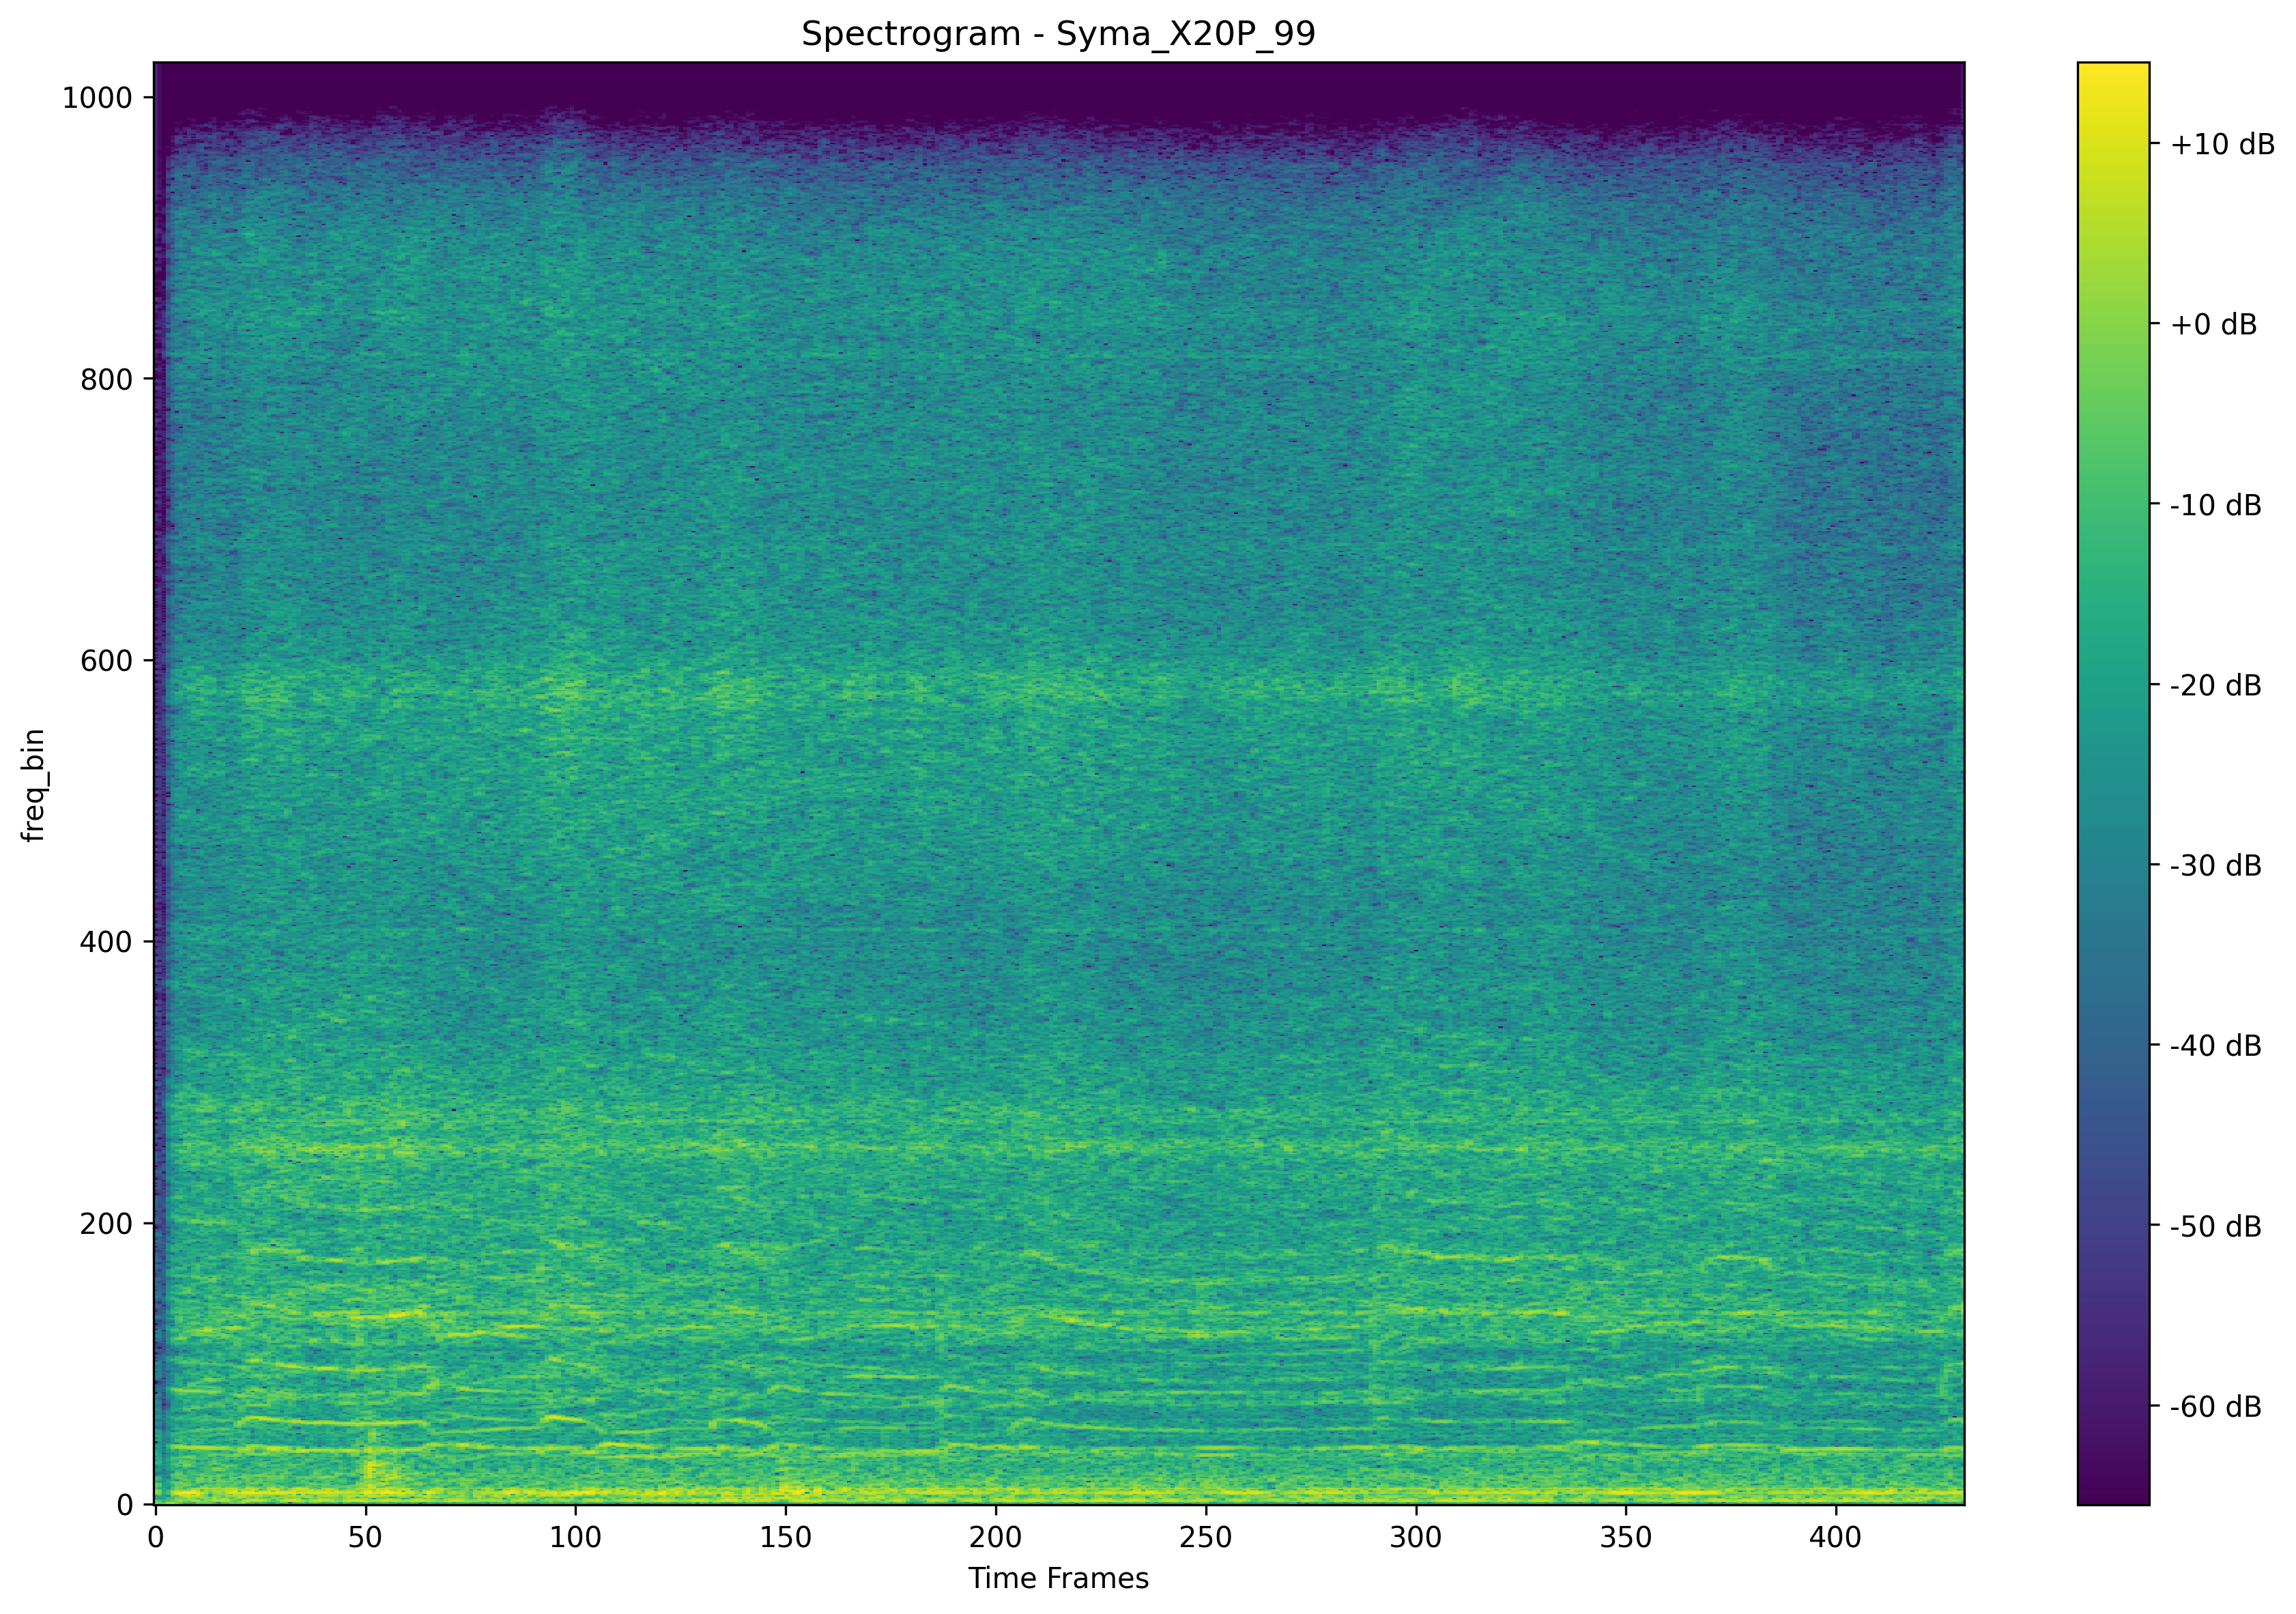 Spectrogram - Syma_X20P_99
1000
800
600
400
200
0
freq_bin
0 50 100 150 200 250 300 350 400
Time Frames
+10 dB
+0 dB
-10 dB
-20 dB
-30 dB
-40 dB
-50 dB
-60 dB